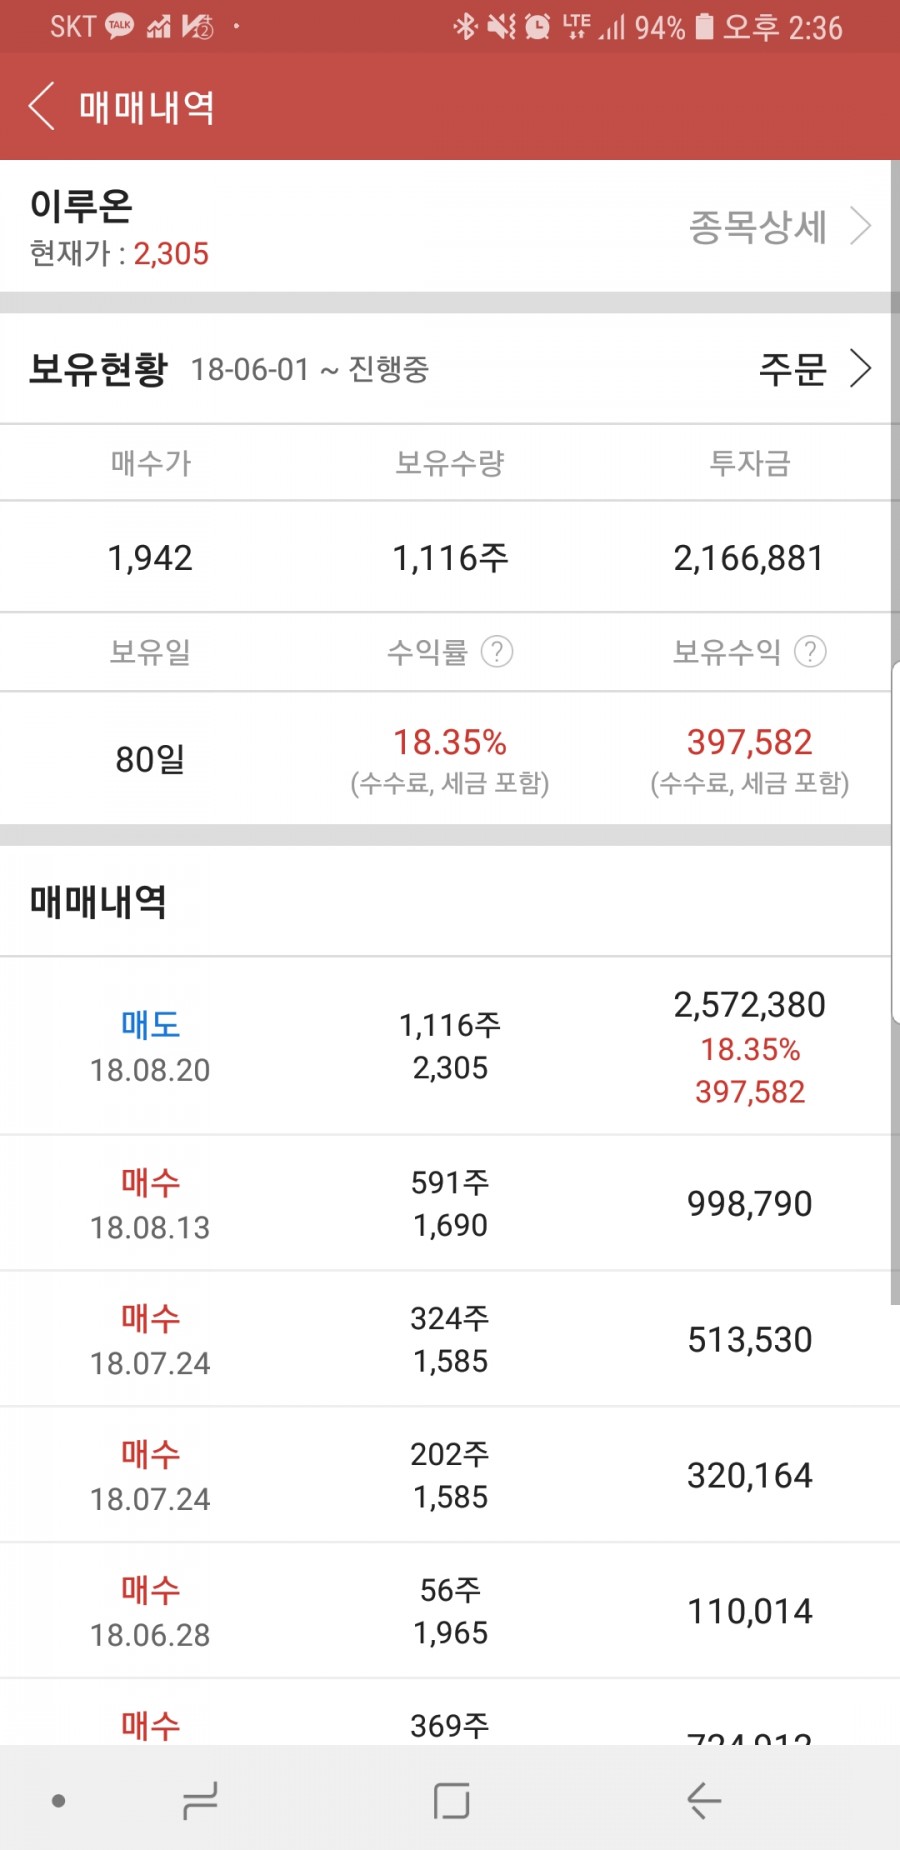 SKT TALK LTE 94% 오후 2:36
매매내역
이루온
현재가 : 2,305
종목상세
보유현황 18-06-01 ~ 진행중 주문
매수가 보유수량 투자금
1,942 1,116주 2,166,881
보유일 수익률 ? 보유수익 ?
80일 18.35% 397,582
(수수료, 세금 포함) (수수료, 세금 포함)
매매내역
매도 1,116주 2,572,380
18.08.20 2,305 18.35%
397,582
매수 591주 998,790
18.08.13 1,690
매수 324주 513,530
18.07.24 1,585
매수 202주 320,164
18.07.24 1,585
매수 56주 110,014
18.06.28 1,965
매수 369주